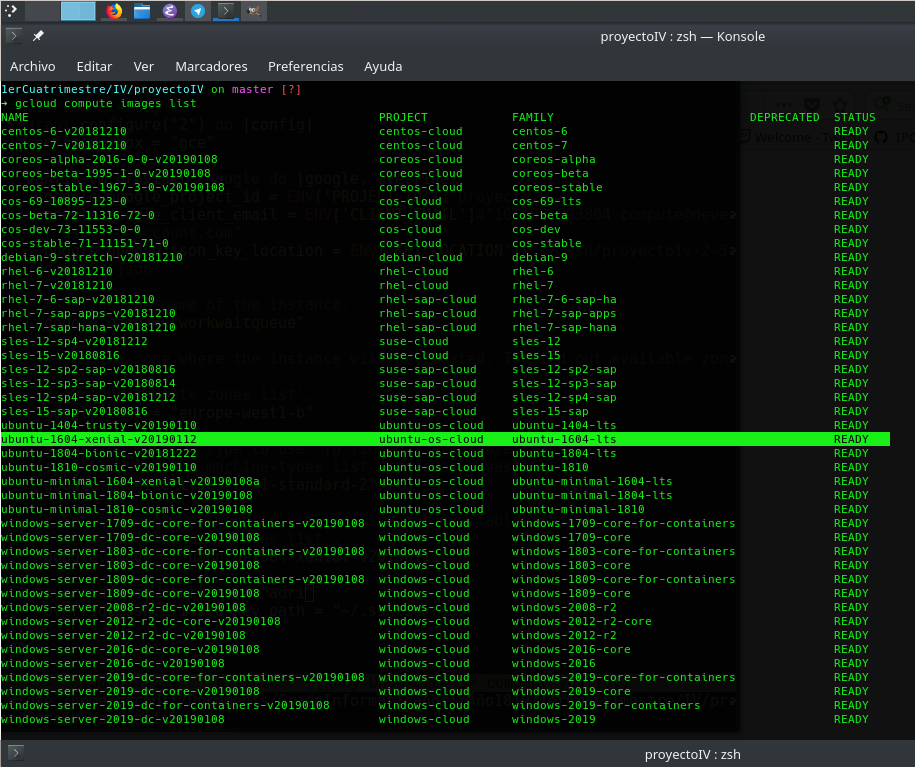 proyectoIV : zsh — Konsole
Archivo Editar Ver Marcadores Preferencias Ayuda
1erCuatrimestre/IV/proyectoIV on master [?]
→ gcloud compute images list
NAME PROJECT FAMILY DEPRECATED STATUS
centos-6-v20181210 centos-cloud centos-6 READY
centos-7-v20181210 centos-cloud centos-7 READY
coreos-alpha-2016-0-0-v20190108 coreos-cloud coreos-alpha READY
coreos-beta-1995-1-0-v20190108 coreos-cloud coreos-beta READY
coreos-stable-1967-3-0-v20190108 coreos-cloud coreos-stable READY
cos-69-10895-123-0 cos-cloud cos-69-lts READY
cos-beta-72-11316-72-0 cos-cloud cos-beta READY
cos-dev-73-11553-0-0 cos-cloud cos-dev READY
cos-stable-71-11151-71-0 cos-cloud cos-stable READY
debian-9-stretch-v20181210 debian-cloud debian-9 READY
rhel-6-v20181210 rhel-cloud rhel-6 READY
rhel-7-v20181210 rhel-cloud rhel-7 READY
rhel-7-6-sap-v20181210 rhel-sap-cloud rhel-7-6-sap-ha READY
rhel-7-sap-apps-v20181210 rhel-sap-cloud rhel-7-sap-apps READY
rhel-7-sap-hana-v20181210 rhel-sap-cloud rhel-7-sap-hana READY
sles-12-sp4-v20181212 suse-cloud sles-12 READY
sles-15-v20180816 suse-cloud sles-15 READY
sles-12-sp2-sap-v20180816 suse-sap-cloud sles-12-sp2-sap READY
sles-12-sp3-sap-v20180814 suse-sap-cloud sles-12-sp3-sap READY
sles-12-sp4-sap-v20181212 suse-sap-cloud sles-12-sp4-sap READY
sles-15-sap-v20180816 suse-sap-cloud sles-15-sap READY
ubuntu-1404-trusty-v20190110 ubuntu-os-cloud ubuntu-1404-lts READY
ubuntu-1604-xenial-v20190112 ubuntu-os-cloud ubuntu-1604-lts READY
ubuntu-1804-bionic-v20181222 ubuntu-os-cloud ubuntu-1804-lts READY
ubuntu-1810-cosmic-v20190110 ubuntu-os-cloud ubuntu-1810 READY
ubuntu-minimal-1604-xenial-v20190108a ubuntu-os-cloud ubuntu-minimal-1604-lts READY
ubuntu-minimal-1804-bionic-v20190108 ubuntu-os-cloud ubuntu-minimal-1804-lts READY
ubuntu-minimal-1810-cosmic-v20190108 ubuntu-os-cloud ubuntu-minimal-1810 READY
windows-server-1709-dc-core-for-containers-v20190108 windows-cloud windows-1709-core-for-containers READY
windows-server-1709-dc-core-v20190108 windows-cloud windows-1709-core READY
windows-server-1803-dc-core-for-containers-v20190108 windows-cloud windows-1803-core-for-containers READY
windows-server-1803-dc-core-v20190108 windows-cloud windows-1803-core READY
windows-server-1809-dc-core-for-containers-v20190108 windows-cloud windows-1809-core-for-containers READY
windows-server-1809-dc-core-v20190108 windows-cloud windows-1809-core READY
windows-server-2008-r2-dc-v20190108 windows-cloud windows-2008-r2 READY
windows-server-2012-r2-dc-core-v20190108 windows-cloud windows-2012-r2-core READY
windows-server-2012-r2-dc-v20190108 windows-cloud windows-2012-r2 READY
windows-server-2016-dc-core-v20190108 windows-cloud windows-2016-core READY
windows-server-2016-dc-v20190108 windows-cloud windows-2016 READY
windows-server-2019-dc-core-for-containers-v20190108 windows-cloud windows-2019-core-for-containers READY
windows-server-2019-dc-core-v20190108 windows-cloud windows-2019-core READY
windows-server-2019-dc-for-containers-v20190108 windows-cloud windows-2019-for-containers READY
windows-server-2019-dc-v20190108 windows-cloud windows-2019 READY
proyectoIV : zsh